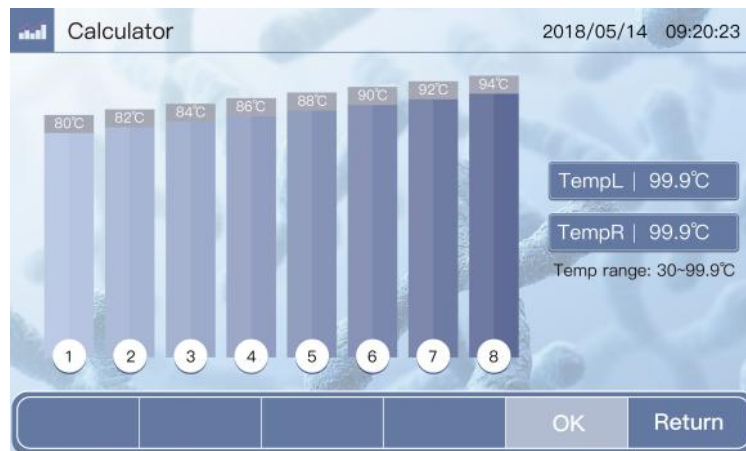 Calculator 2018/05/14 09:20:23
80℃ 82℃ 84℃ 86℃ 88℃ 90℃ 92℃ 94℃
TempL | 99.9℃
TempR | 99.9℃
Temp range: 30~99.9℃
1 2 3 4 5 6 7 8
OK Return